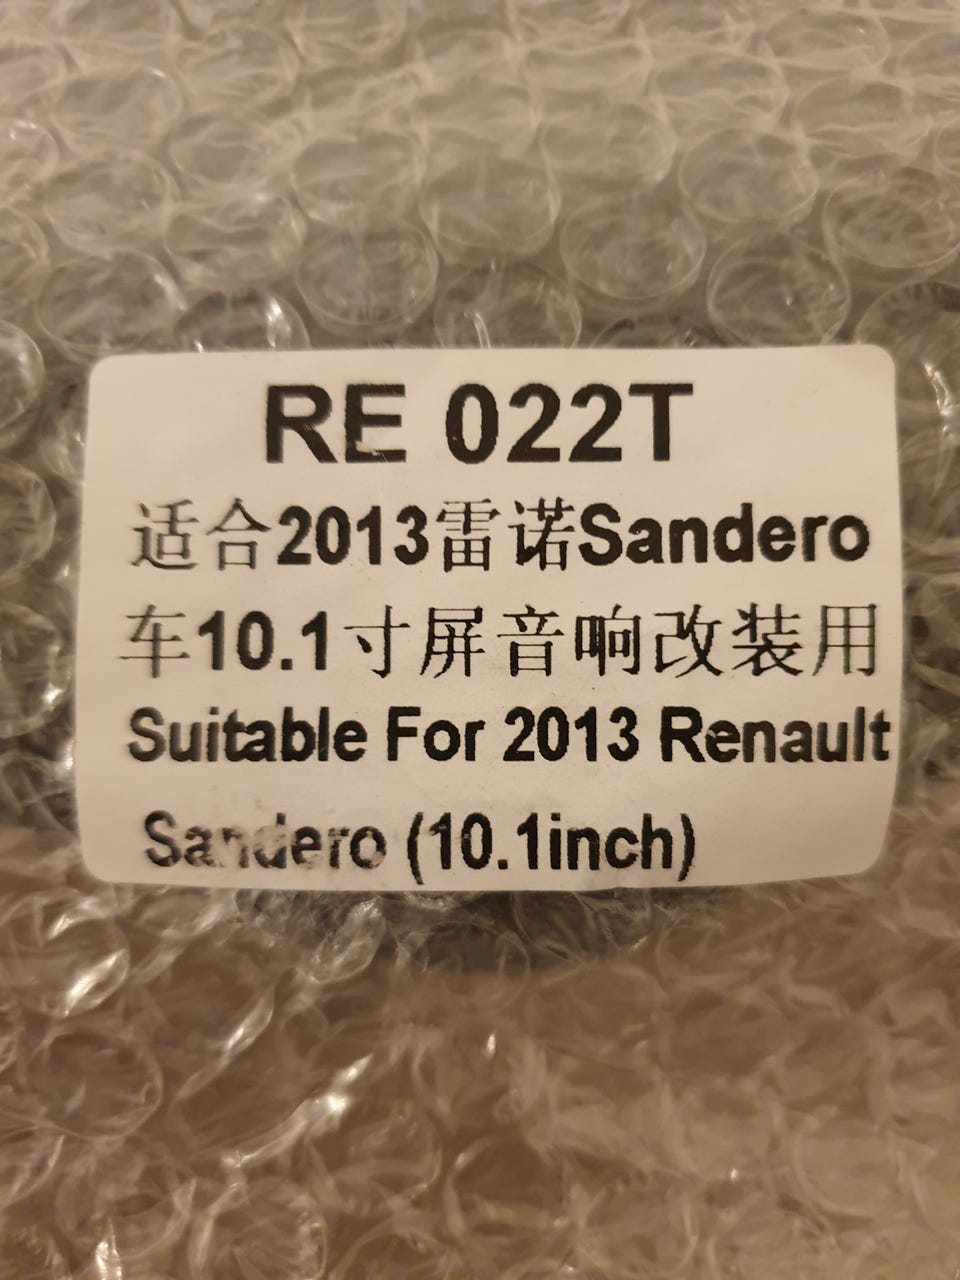 RE 022T
适合2013雷诺Sandero
车10.1寸屏音响改装用
Suitable For 2013 Renault
Sandero (10.1inch)